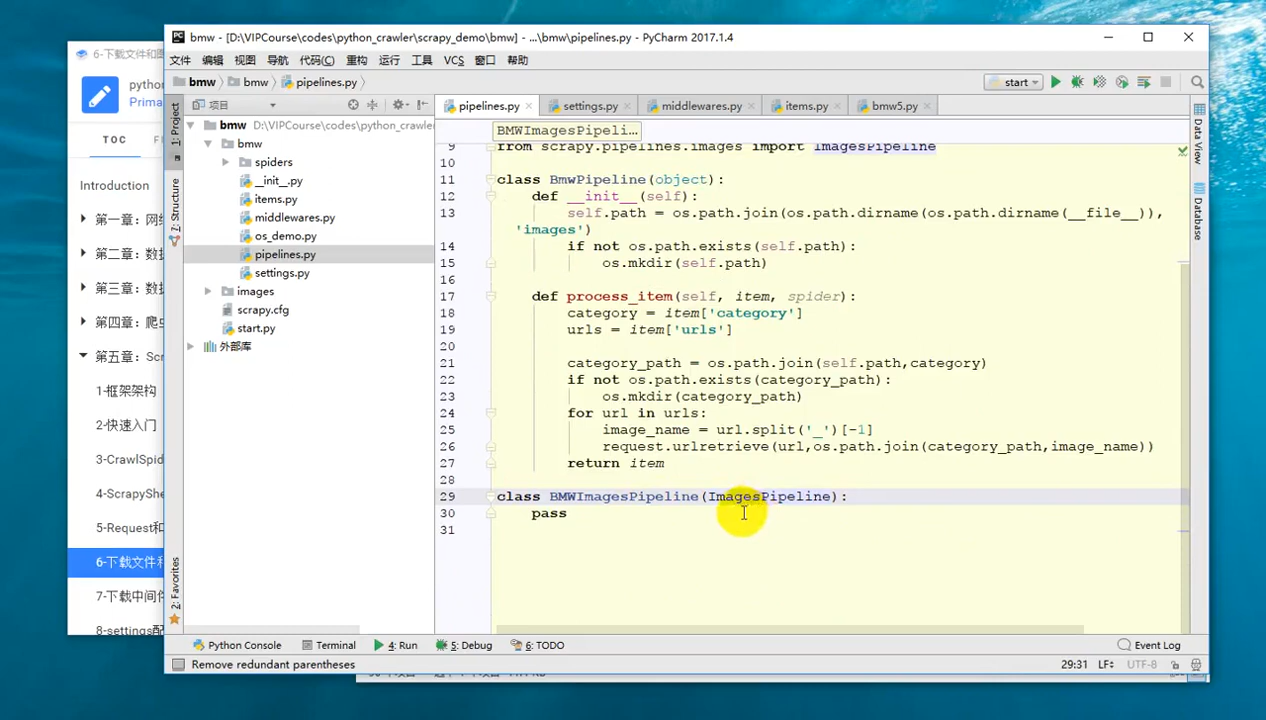 bmw - [D:\VIPCourse\codes\python_crawler\scrapy_demo\bmw] - ...\bmw\pipelines.py - PyCharm 2017.1.4
6-下载文件和
文件 编辑 视图 导航 代码(C) 重构 运行 工具 VCS 窗口 帮助
bmw bmw pipelines.py start
pytho
Prima
TOC
Introduction
第一章：网
第二章：数
第三章：数
第四章：爬
第五章：Scr
1-框架架构
2-快速入门
3-CrawlSpid
4-ScrapyShe
6-下载文件和
7-下载中间件
8-settings配
1: Project
7: Structure
2: Favorites
项目
bmw D:\VIPCourse\codes\python_crawler
bmw
spiders
__init__.py
items.py
middlewares.py
os_demo.py
pipelines.py
settings.py
images
scrapy.cfg
start.py
外部库
pipelines.py settings.py middlewares.py items.py bmw5.py
BMWImagesPipeli...
9 from scrapy.pipelines.images import ImagesPipeline
10
11 class BmwPipeline(object):
12 def __init__(self):
13 self.path = os.path.join(os.path.dirname(os.path.dirname(__file__)),
'images')
14 if not os.path.exists(self.path):
15 os.mkdir(self.path)
16
17 def process_item(self, item, spider):
18 category = item['category']
19 urls = item['urls']
20
21 category_path = os.path.join(self.path,category)
22 if not os.path.exists(category_path):
23 os.mkdir(category_path)
24 for url in urls:
25 image_name = url.split('_')[-1]
26 request.urlretrieve(url,os.path.join(category_path,image_name))
27 return item
28
29 class BMWImagesPipeline(ImagesPipeline):
30 pass
31
Data View
Database
Python Console Terminal 4: Run 5: Debug 6: TODO Event Log
Remove redundant parentheses 29:31 LF÷ UTF-8